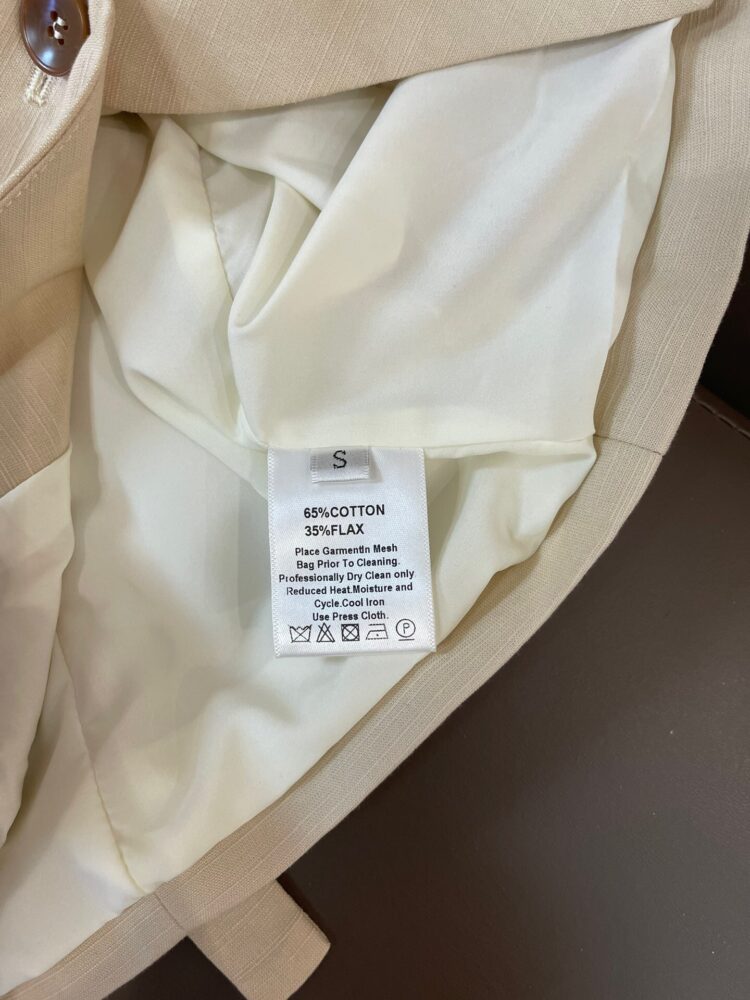 S
65%COTTON
35%FLAX
Place GarmentIn Mesh
Bag Prior To Cleaning.
Professionally Dry Clean only
Reduced Heat.Moisture and
Cycle.Cool Iron
Use Press Cloth.
P